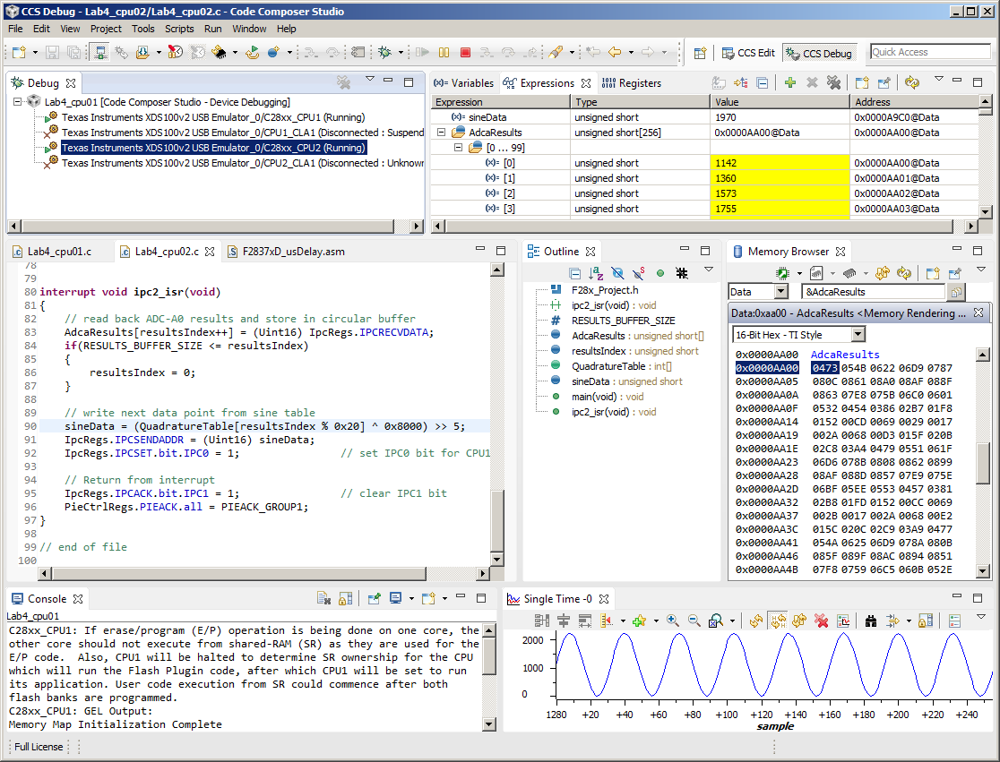 CCS Debug - Lab4_cpu02/Lab4_cpu02.c - Code Composer Studio
File Edit View Project Tools Scripts Run Window Help
CCS Edit CCS Debug Quick Access
Debug
Lab4_cpu01 [Code Composer Studio - Device Debugging]
Texas Instruments XDS100v2 USB Emulator_0/C28xx_CPU1 (Running)
Texas Instruments XDS100v2 USB Emulator_0/CPU1_CLA1 (Disconnected : Suspend
Texas Instruments XDS100v2 USB Emulator_0/C28xx_CPU2 (Running)
Texas Instruments XDS100v2 USB Emulator_0/CPU2_CLA1 (Disconnected : Unknown
(x)= Variables Expressions 1010 0101 Registers
Expression Type Value Address
(x)= sineData unsigned short 1970 0x0000A9C0@Data
AdcaResults unsigned short[256] 0x0000AA00@Data 0x0000AA00@Data
[0 ... 99]
(x)= [0] unsigned short 1142 0x0000AA00@Data
(x)= [1] unsigned short 1360 0x0000AA01@Data
(x)= [2] unsigned short 1573 0x0000AA02@Data
(x)= [3] unsigned short 1755 0x0000AA03@Data
Lab4_cpu01.c Lab4_cpu02.c F2837xD_usDelay.asm
78
79
80 interrupt void ipc2_isr(void)
81 {
82 // read back ADC-A0 results and store in circular buffer
83 AdcaResults[resultsIndex++] = (Uint16) IpcRegs.IPCRECVDATA;
84 if(RESULTS_BUFFER_SIZE <= resultsIndex)
85 {
86 resultsIndex = 0;
87 }
88
89 // write next data point from sine table
90 sineData = (QuadratureTable[resultsIndex % 0x20] ^ 0x8000) >> 5;
91 IpcRegs.IPCSENDADDR = (Uint16) sineData;
92 IpcRegs.IPCSET.bit.IPC0 = 1; // set IPC0 bit for CPU1
93
94 // Return from interrupt
95 IpcRegs.IPCACK.bit.IPC1 = 1; // clear IPC1 bit
96 PieCtrlRegs.PIEACK.all = PIEACK_GROUP1;
97 }
98
99 // end of file
100
Outline
F28x_Project.h
ipc2_isr(void) : void
RESULTS_BUFFER_SIZE
AdcaResults : unsigned short[]
resultsIndex : unsigned short
QuadratureTable : int[]
sineData : unsigned short
main(void) : void
ipc2_isr(void) : void
Memory Browser
Data &AdcaResults
Data:0xaa00 - AdcaResults <Memory Rendering ...
16-Bit Hex - TI Style
0x0000AA00 AdcaResults
0x0000AA00 0473 054B 0622 06D9 0787
0x0000AA05 080C 0861 08A0 08AF 088F
0x0000AA0A 0863 07E8 075B 06C0 0601
0x0000AA0F 0532 0454 0386 02B7 01F8
0x0000AA14 0152 00CD 0069 0029 0017
0x0000AA19 002A 0068 00D3 015F 020B
0x0000AA1E 02C8 03A4 0479 0551 061F
0x0000AA23 06D6 078B 0808 0862 0899
0x0000AA28 08AF 088D 0857 07E9 075E
0x0000AA2D 06BF 05EE 0553 0457 0381
0x0000AA32 02B8 01FD 0152 00CC 0069
0x0000AA37 002B 0017 002A 0068 00E2
0x0000AA3C 015C 020C 02C9 03A9 0477
0x0000AA41 054A 0625 06D9 078A 080B
0x0000AA46 085F 089F 08AC 0894 0851
0x0000AA4B 07F8 0759 06C5 060B 052E
Console
Lab4_cpu01
C28xx_CPU1: If erase/program (E/P) operation is being done on one core, the
other core should not execute from shared-RAM (SR) as they are used for the
E/P code.  Also, CPU1 will be halted to determine SR ownership for the CPU
which will run the Flash Plugin code, after which CPU1 will be set to run
its application. User code execution from SR could commence after both
flash banks are programmed.
C28xx_CPU1: GEL Output:
Memory Map Initialization Complete
Single Time -0
2000
1000
0
1280 +20 +40 +60 +80 +100 +120 +140 +160 +180 +200 +220 +240
sample
Full License